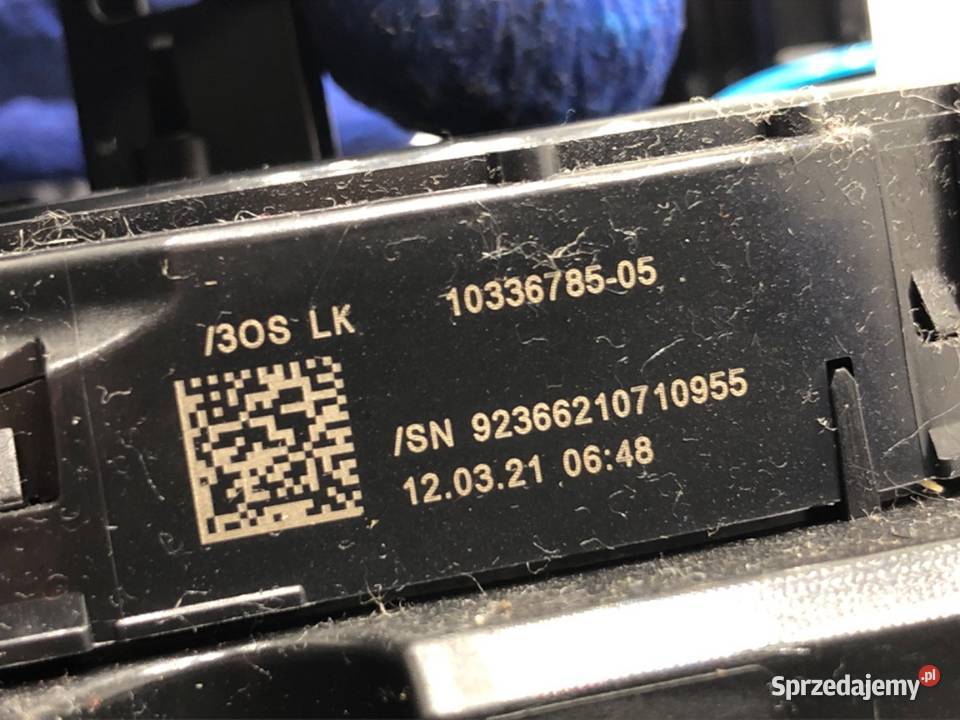 10336785-05
/3OS LK
/SN 92366210710955
12.03.21 06:48
Sprzedajemy.pl